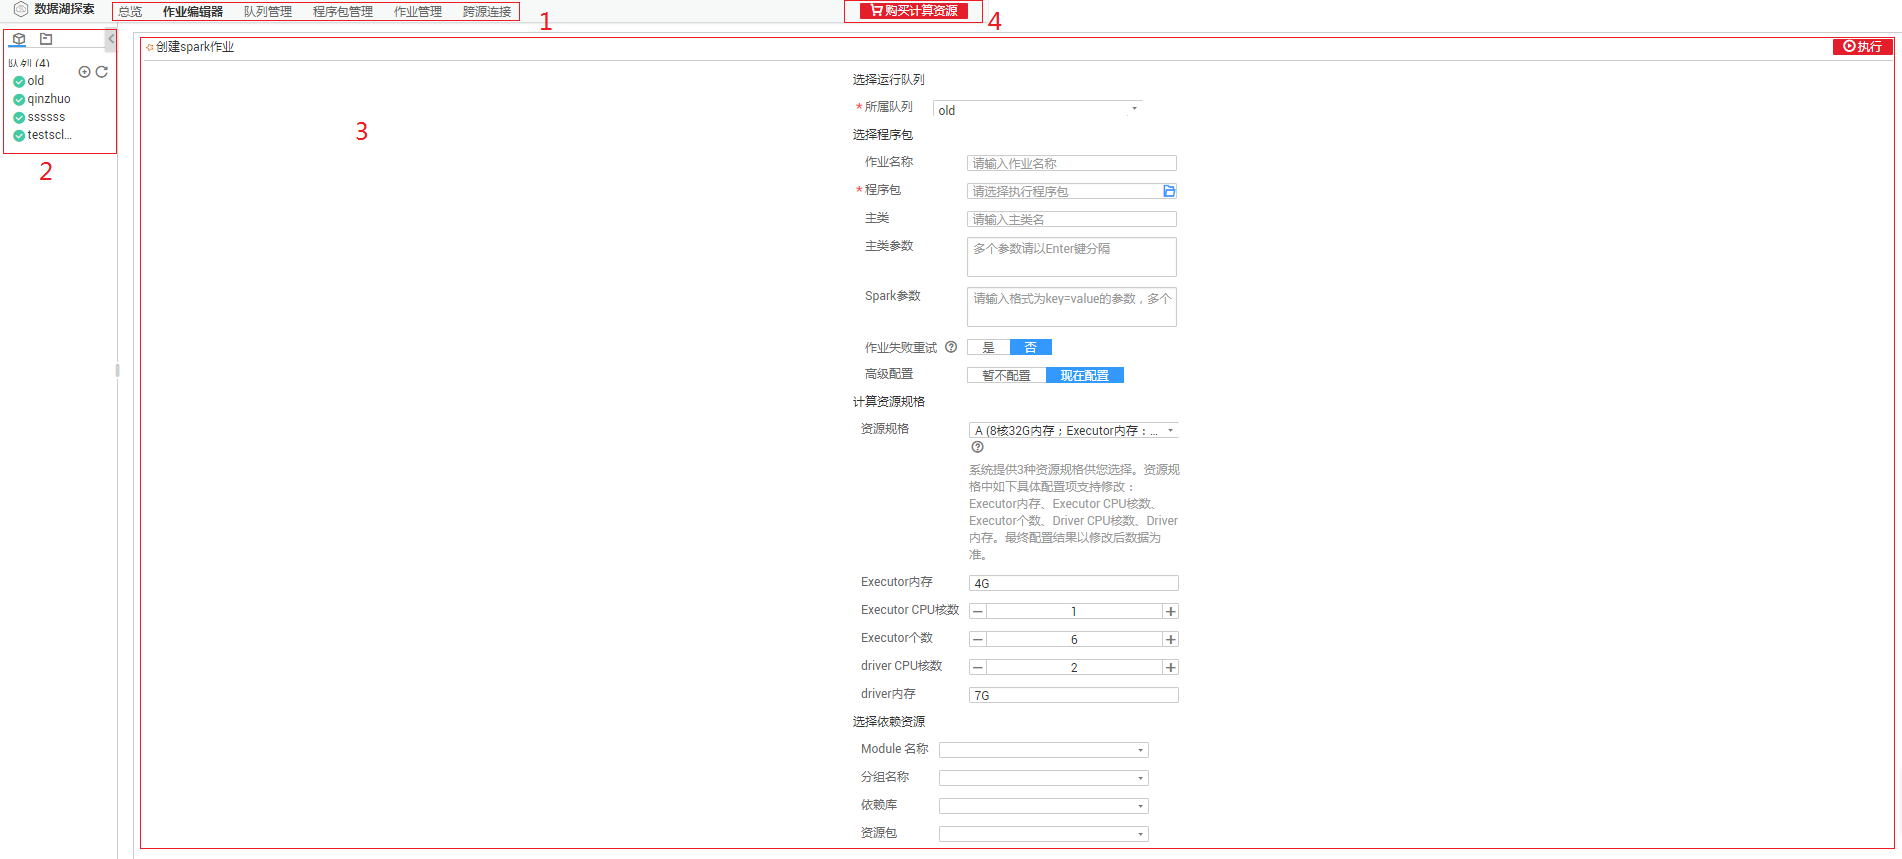 数据湖探索 总览 作业编辑器 队列管理 程序包管理 作业管理 跨源连接 购买计算资源
1
4
创建spark作业
执行
队列 (4)
old
qinzhuo
ssssss
testscl...
2
3
选择运行队列
* 所属队列 old
选择程序包
作业名称 请输入作业名称
* 程序包 请选择执行程序包
主类 请输入主类名
主类参数 多个参数请以Enter键分隔
Spark参数 请输入格式为key=value的参数，多个
作业失败重试 是 否
高级配置 暂不配置 现在配置
计算资源规格
资源规格 A (8核32G内存；Executor内存：...
系统提供3种资源规格供您选择。资源规
格中如下具体配置项支持修改：
Executor内存、Executor CPU核数、
Executor个数、Driver CPU核数、Driver
内存。最终配置结果以修改后数据为
准。
Executor内存 4G
Executor CPU核数 1
Executor个数 6
driver CPU核数 2
driver内存 7G
选择依赖资源
Module 名称
分组名称
依赖库
资源包